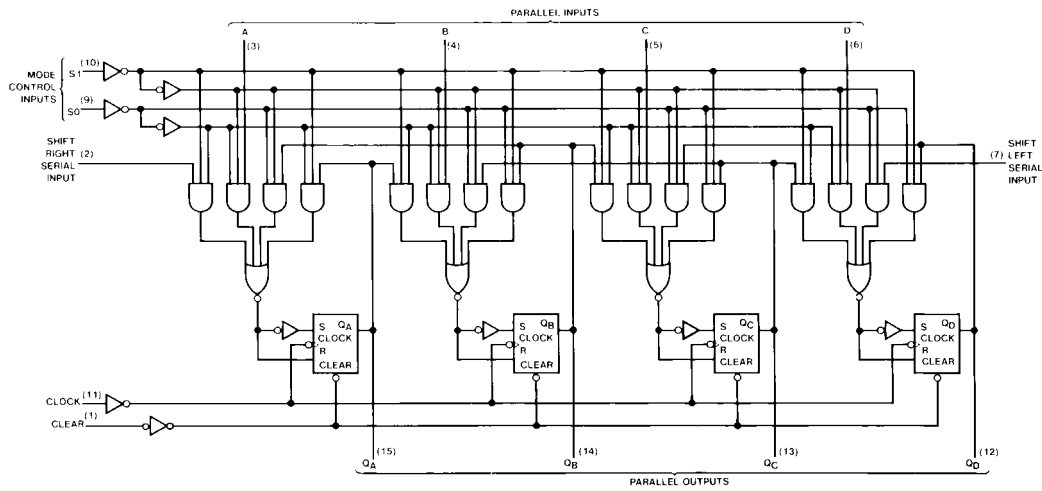 PARALLEL INPUTS
A B C D
(3) (4) (5) (6)
MODE
CONTROL
INPUTS
(10)
S1
(9)
S0
SHIFT
RIGHT (2)
SERIAL
INPUT
SHIFT
(7) LEFT
SERIAL
INPUT
S QA
CLOCK
R
CLEAR
S QB
CLOCK
R
CLEAR
S QC
CLOCK
R
CLEAR
S QD
CLOCK
R
CLEAR
CLOCK (11)
CLEAR (1)
(15) (14) (13) (12)
QA QB QC QD
PARALLEL OUTPUTS